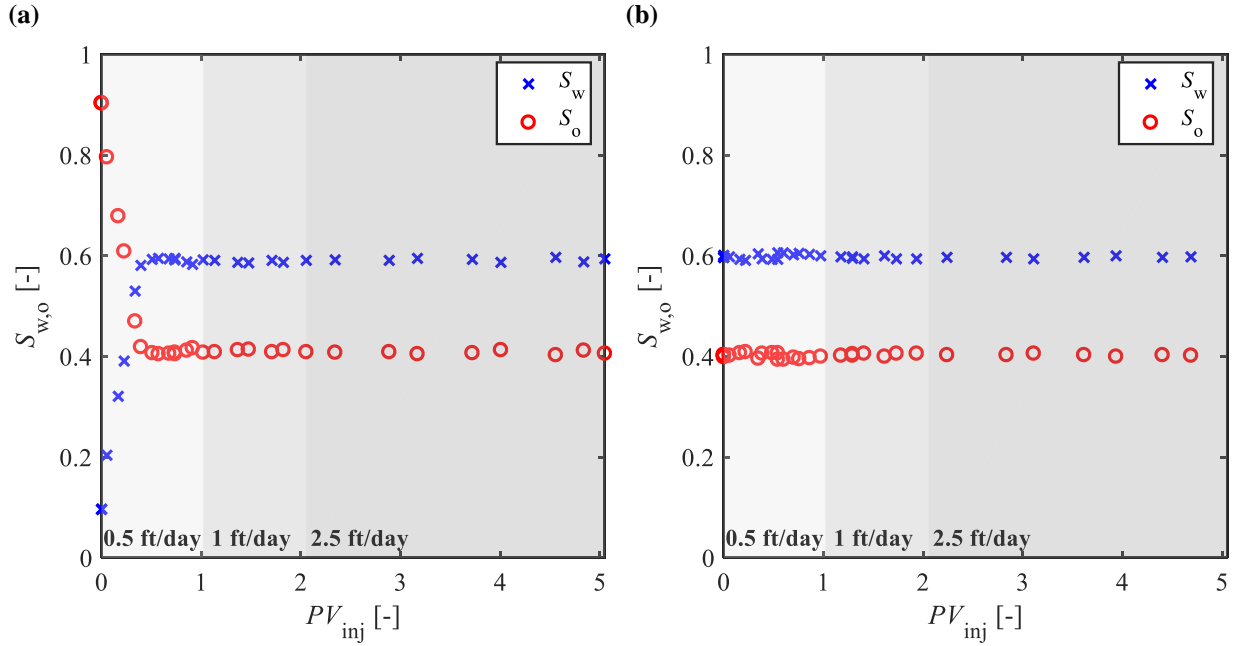 (a)
1
0.8
0.6
0.4
0.2
0
S_w,o [-]
S_w
S_o
0.5 ft/day 1 ft/day 2.5 ft/day
0 1 2 3 4 5
PV_inj [-]
(b)
1
0.8
0.6
0.4
0.2
0
S_w,o [-]
S_w
S_o
0.5 ft/day 1 ft/day 2.5 ft/day
0 1 2 3 4 5
PV_inj [-]